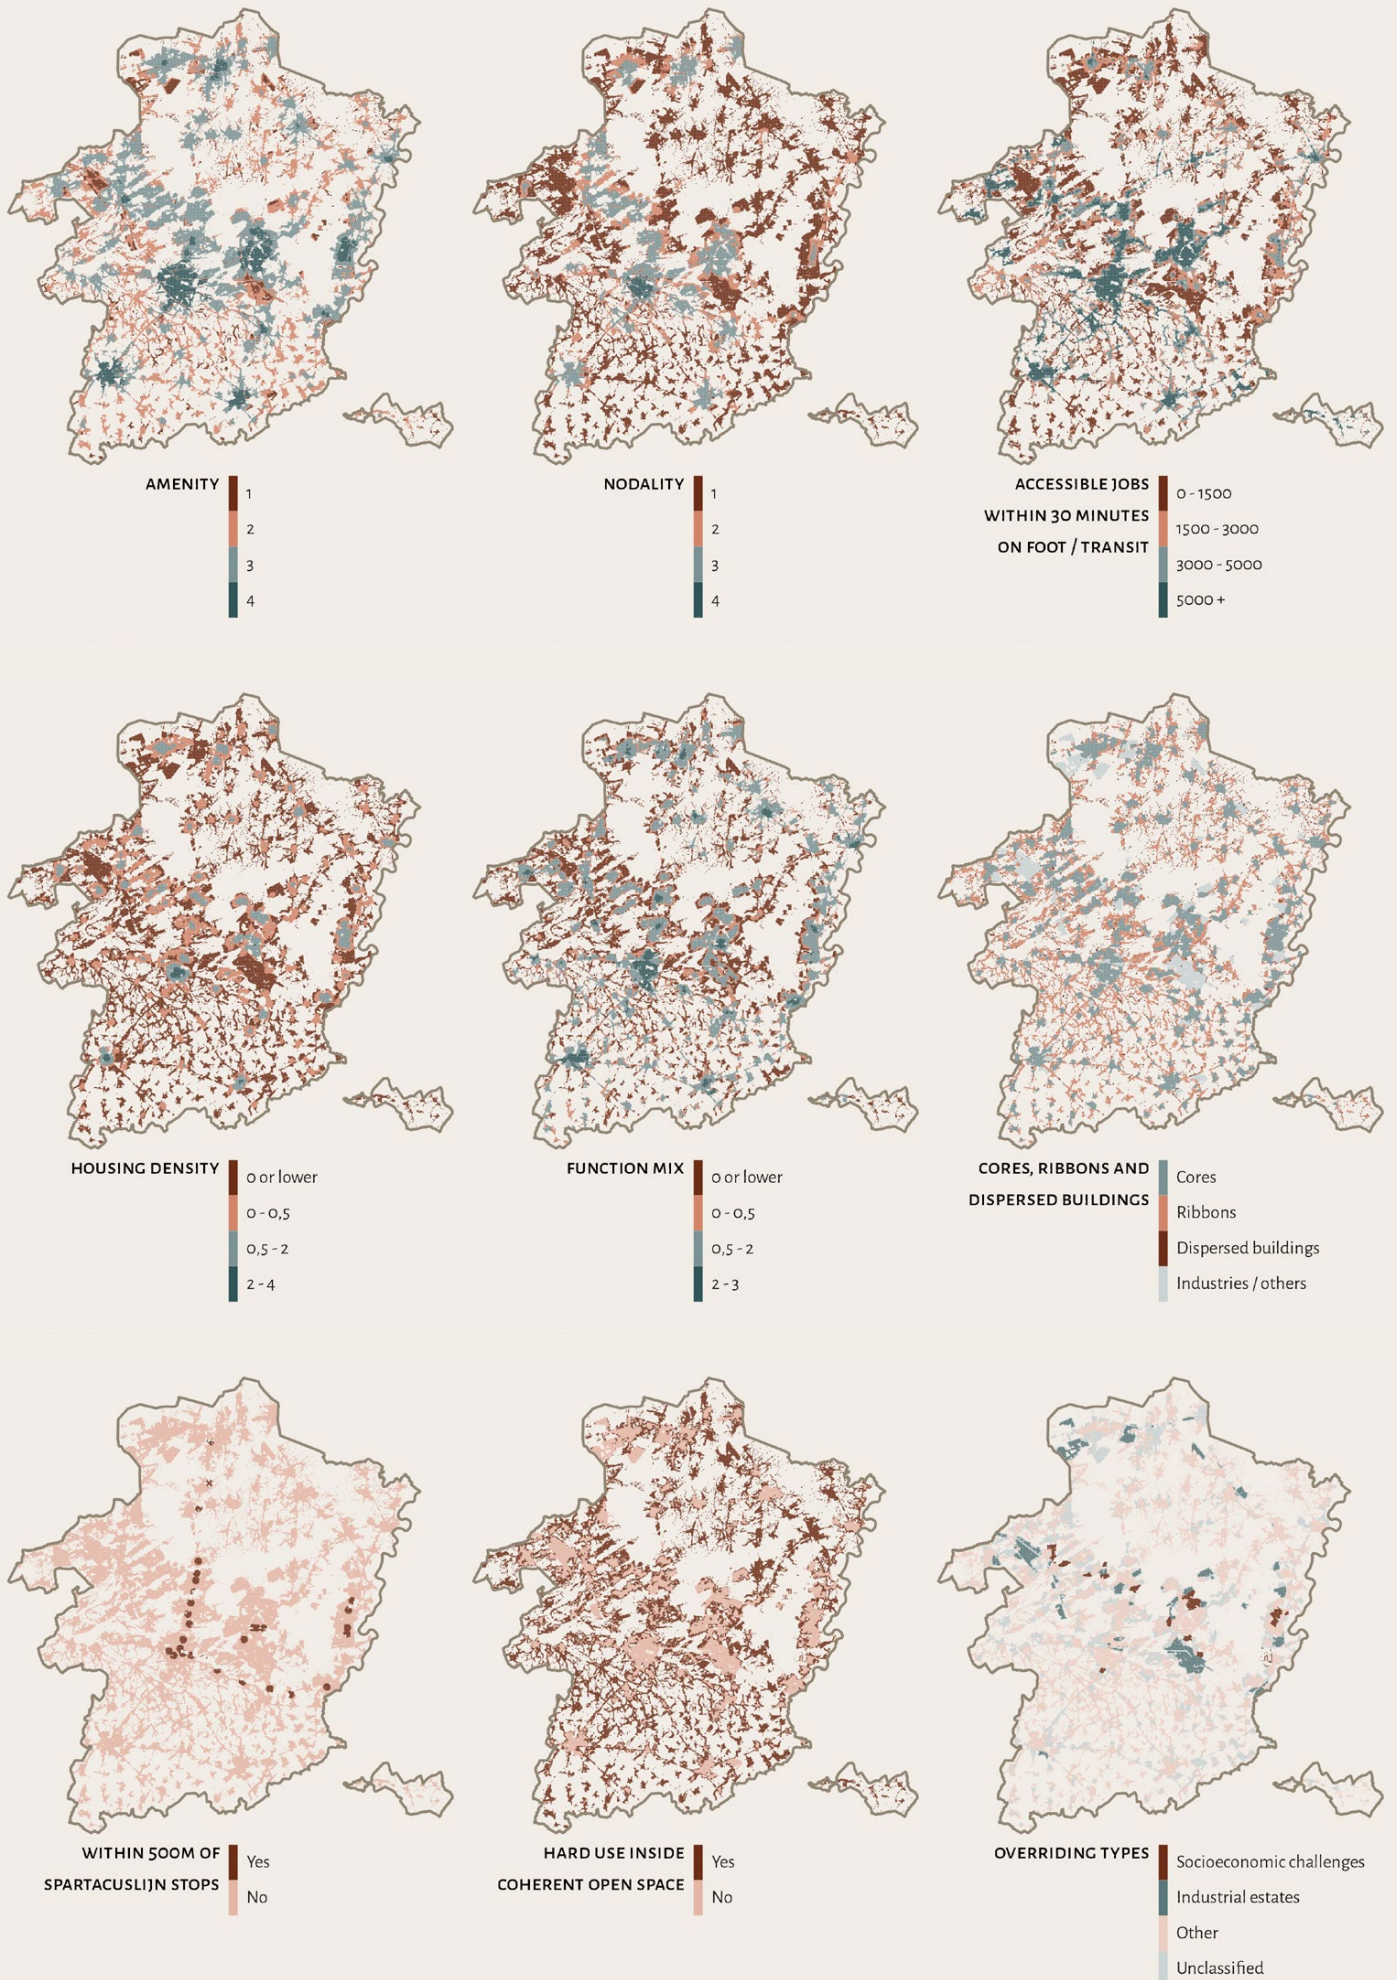 AMENITY
1
2
3
4
NODALITY
1
2
3
4
ACCESSIBLE JOBS
WITHIN 30 MINUTES
ON FOOT / TRANSIT
0 - 1500
1500 - 3000
3000 - 5000
5000 +
HOUSING DENSITY
0 or lower
0 - 0,5
0,5 - 2
2 - 4
FUNCTION MIX
0 or lower
0 - 0,5
0,5 - 2
2 - 3
CORES, RIBBONS AND
DISPERSED BUILDINGS
Cores
Ribbons
Dispersed buildings
Industries / others
WITHIN 500M OF
SPARTACUSLIJN STOPS
Yes
No
HARD USE INSIDE
COHERENT OPEN SPACE
Yes
No
OVERRIDING TYPES
Socioeconomic challenges
Industrial estates
Other
Unclassified